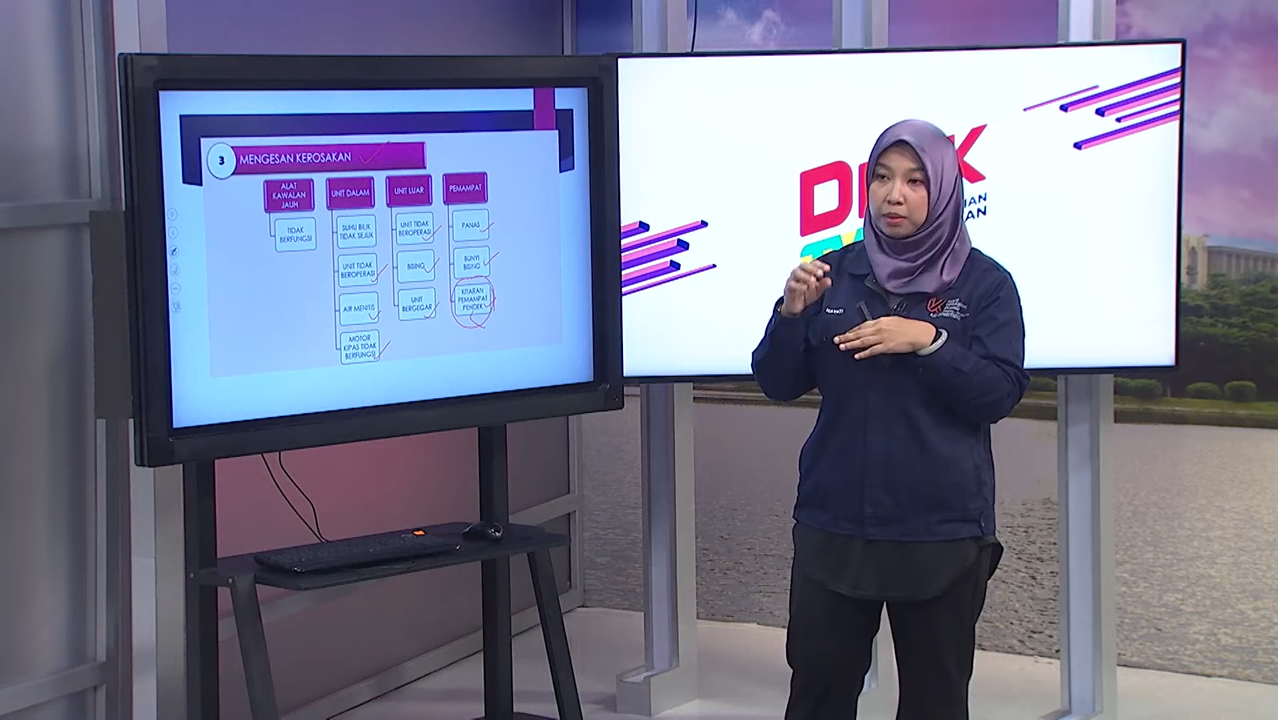 3
MENGESAN KEROSAKAN
ALAT
KAWALAN
JAUH
TIDAK
BERFUNGSI
UNIT DALAM
SUHU BILIK
TIDAK SEJUK
UNIT TIDAK
BEROPERASI
AIR MENITIS
MOTOR
KIPAS TIDAK
BERFUNGSI
UNIT LUAR
UNIT TIDAK
BEROPERASI
BISING
UNIT
BERGEGAR
PEMAMPAT
PANAS
BUNYI
BISING
KITARAN
PEMAMPAT
PENDEK